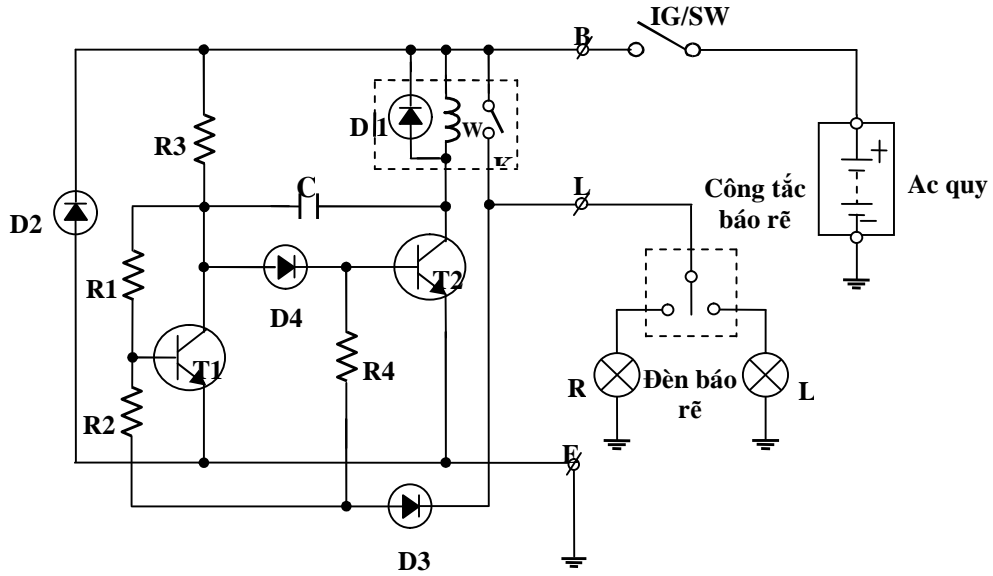 IG/SW
B
D 1
W
K
R3
C
L
Công tắc
báo rẽ
Ac quy
D2
R1
T2
D4
T1
R4
R2
R
Đèn báo
rẽ
L
E
D3